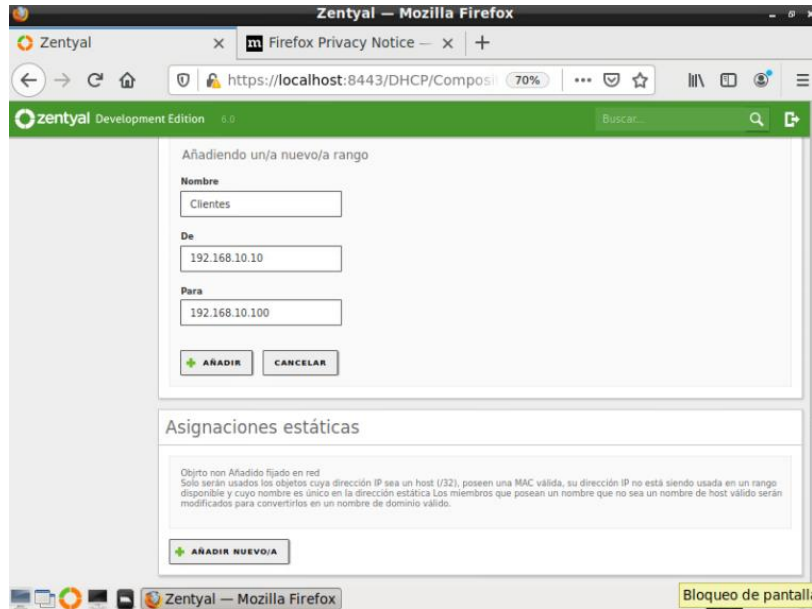 Zentyal — Mozilla Firefox
Zentyal
m Firefox Privacy Notice —
https://localhost:8443/DHCP/Composi 70%
zentyal Development Edition 6.0 Buscar...
Añadiendo un/a nuevo/a rango
Nombre
Clientes
De
192.168.10.10
Para
192.168.10.100
AÑADIR CANCELAR
Asignaciones estáticas
Objrto non Añadido fijado en red
Solo serán usados los objetos cuya dirección IP sea un host (/32), poseen una MAC válida, su dirección IP no está siendo usada en un rango
disponible y cuyo nombre es único en la dirección estática Los miembros que posean un nombre que no sea un nombre de host válido serán
modificados para convertirlos en un nombre de dominio válido.
AÑADIR NUEVO/A
Zentyal — Mozilla Firefox Bloqueo de pantalla